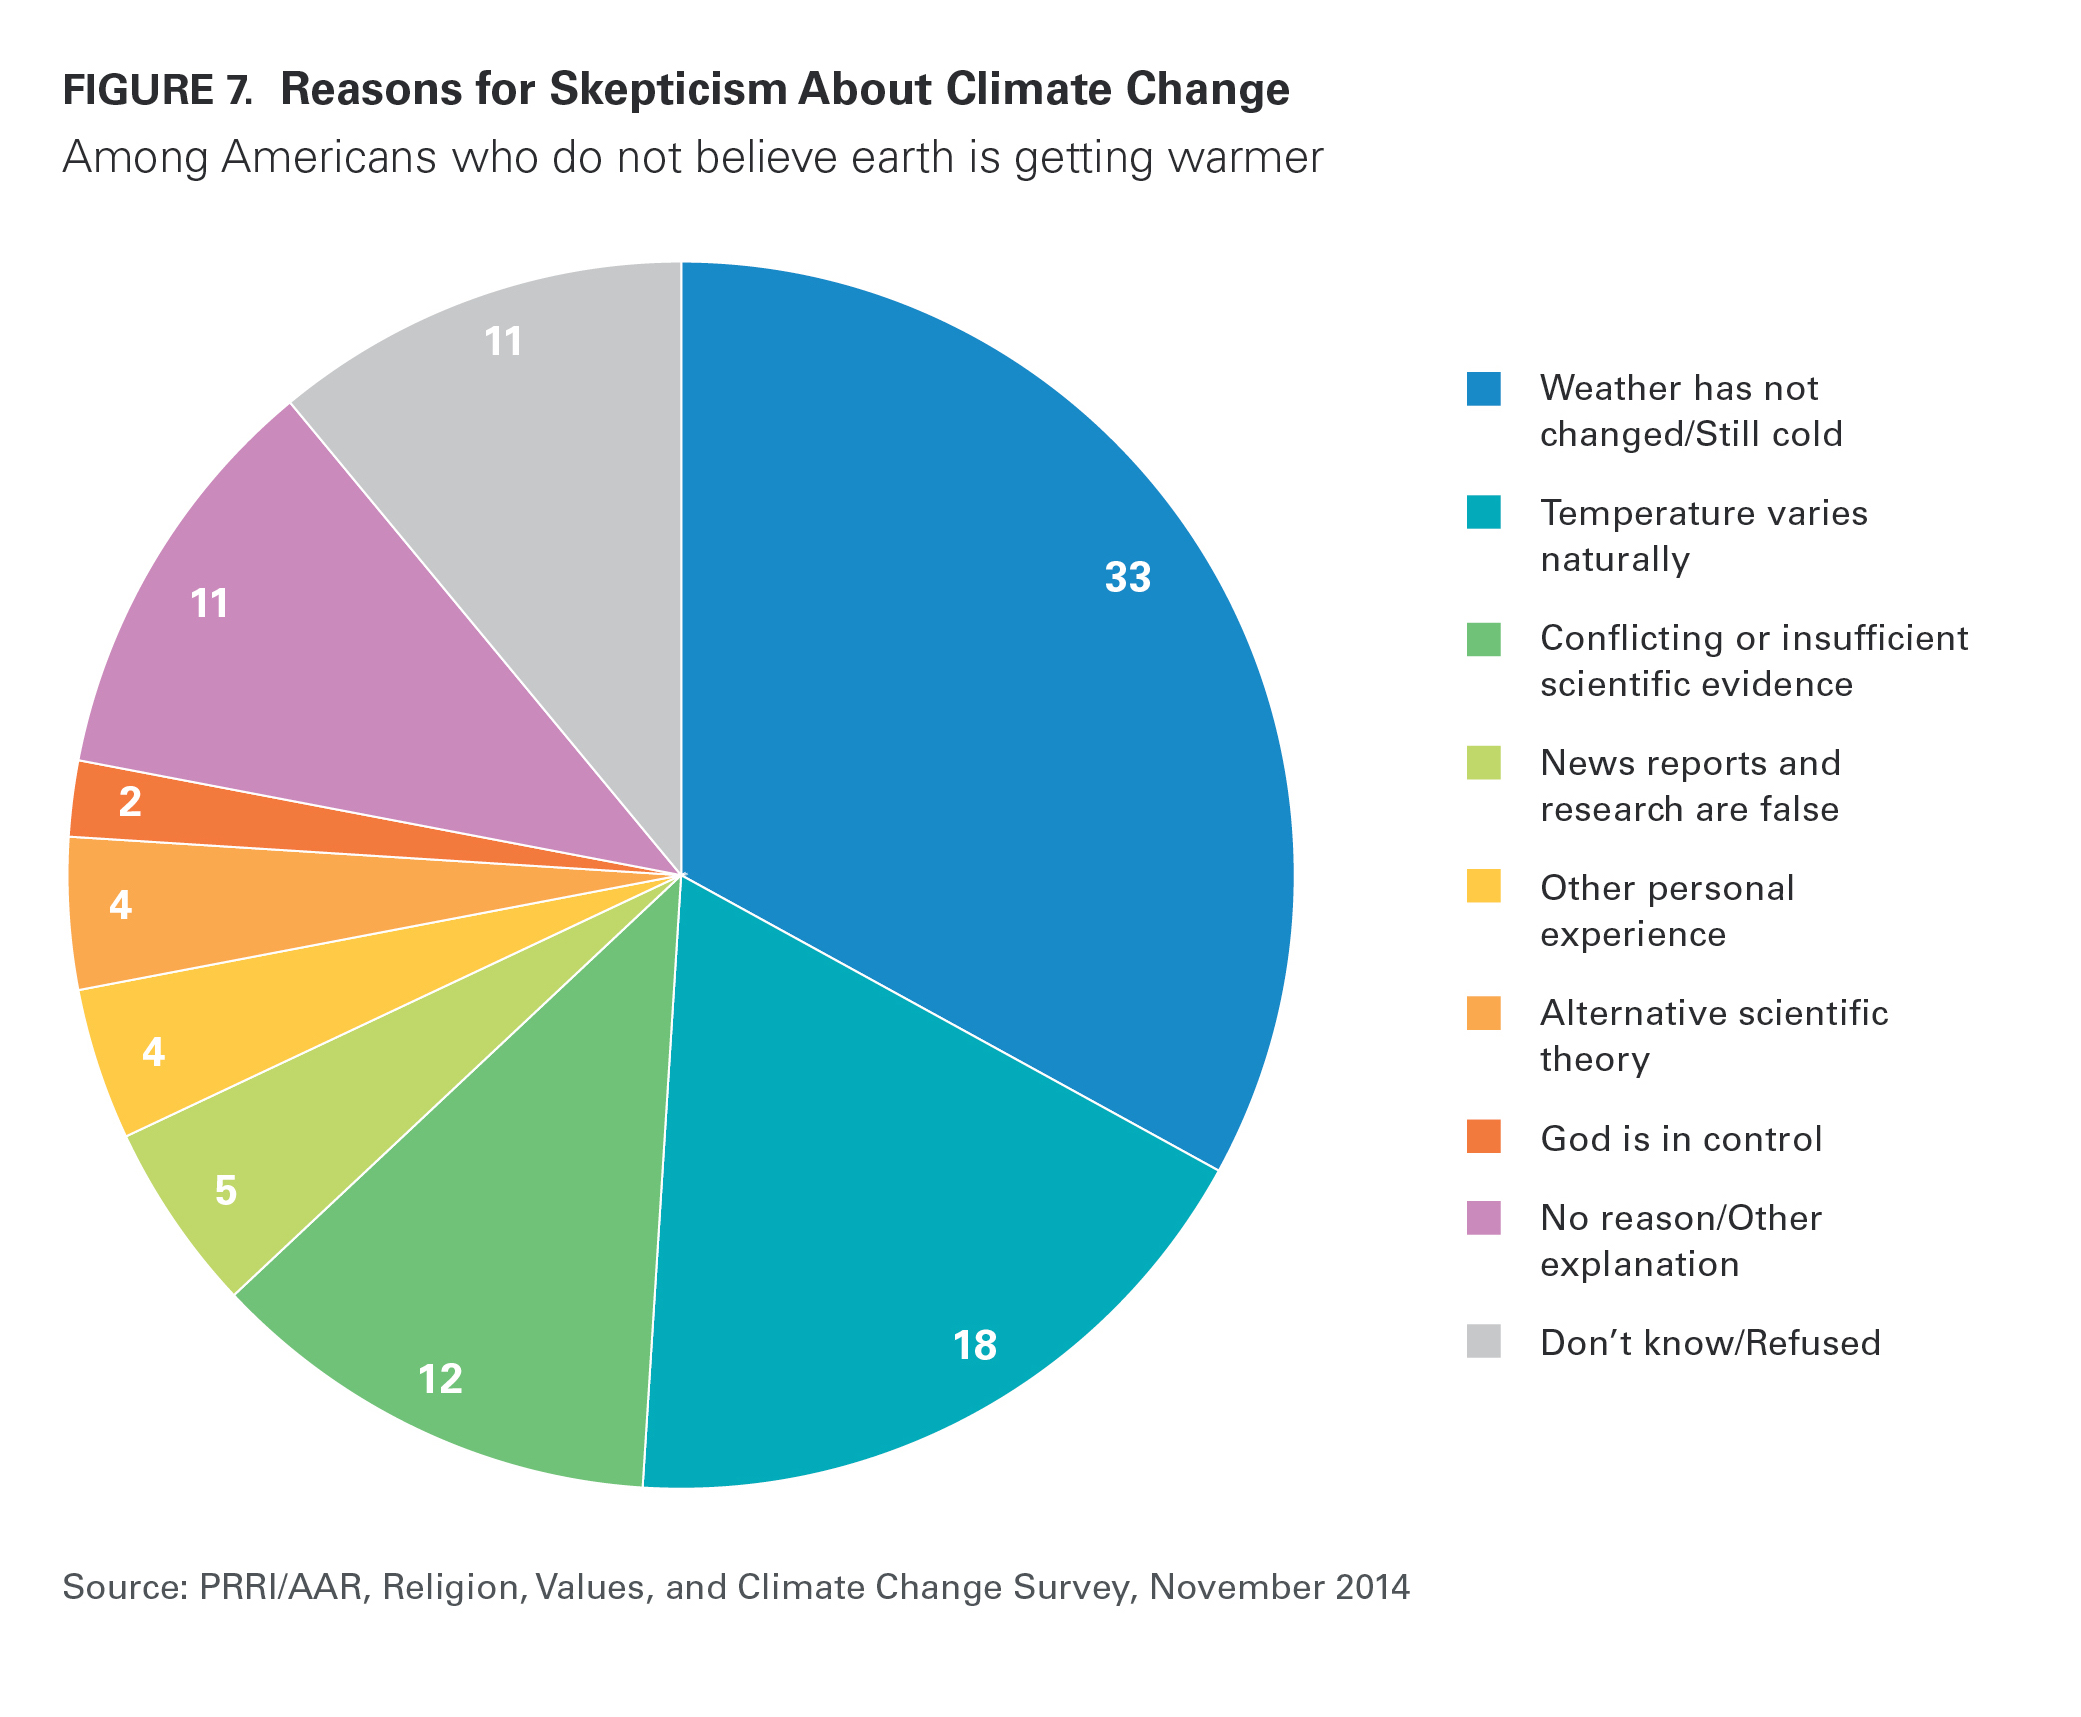 FIGURE 7. Reasons for Skepticism About Climate Change
Among Americans who do not believe earth is getting warmer
11
33
11
2
4
4
5
12
18
Weather has not
changed/Still cold
Temperature varies
naturally
Conflicting or insufficient
scientific evidence
News reports and
research are false
Other personal
experience
Alternative scientific
theory
God is in control
No reason/Other
explanation
Don’t know/Refused
Source: PRRI/AAR, Religion, Values, and Climate Change Survey, November 2014